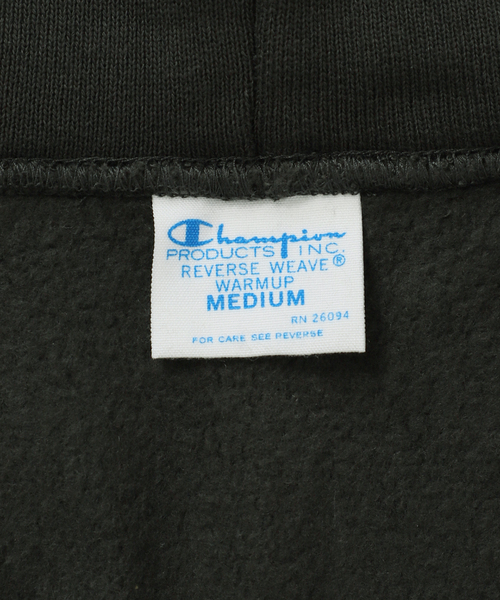 Champion
PRODUCTS INC.
REVERSE WEAVE®
WARMUP
MEDIUM
RN 26094
FOR CARE SEE REVERSE